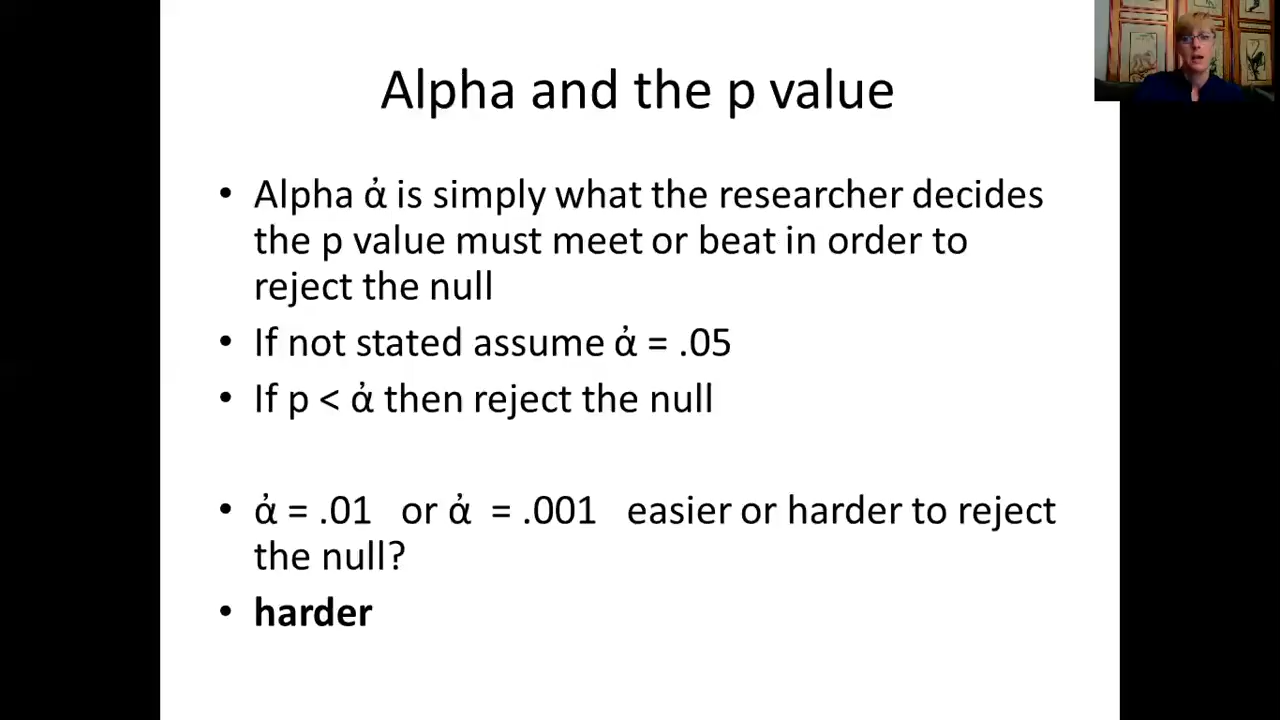 Alpha and the p value
• Alpha ἀ is simply what the researcher decides
the p value must meet or beat in order to
reject the null
• If not stated assume ἀ = .05
• If p < ἀ then reject the null
• ἀ = .01 or ἀ = .001 easier or harder to reject
the null?
• harder